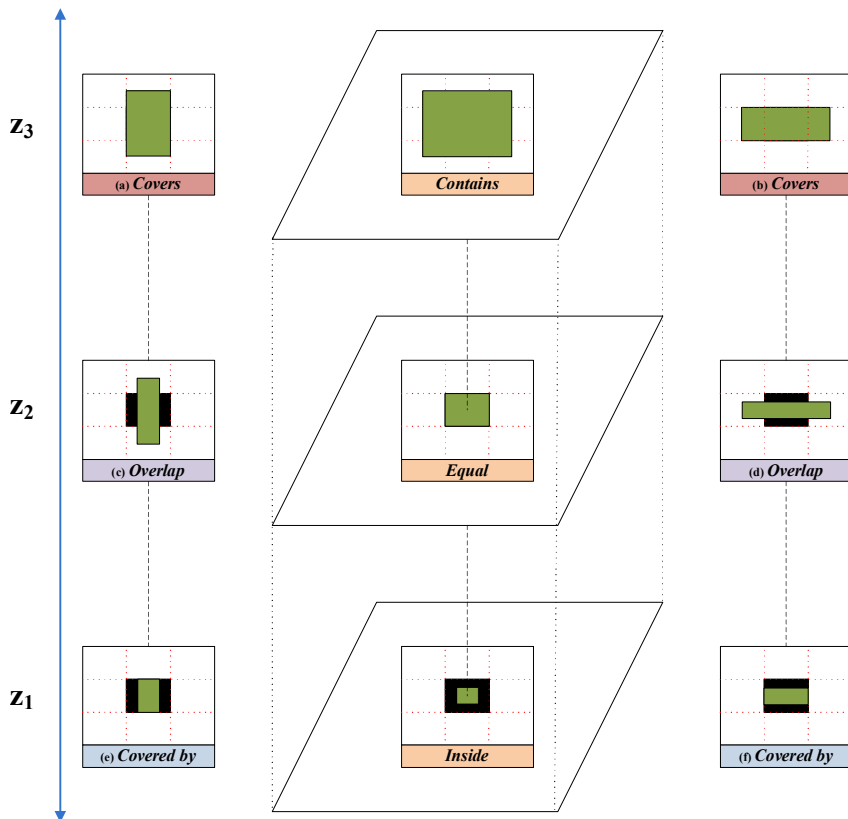 z₃
(a) Covers
Contains
(b) Covers
z₂
(c) Overlap
Equal
(d) Overlap
z₁
(e) Covered by
Inside
(f) Covered by